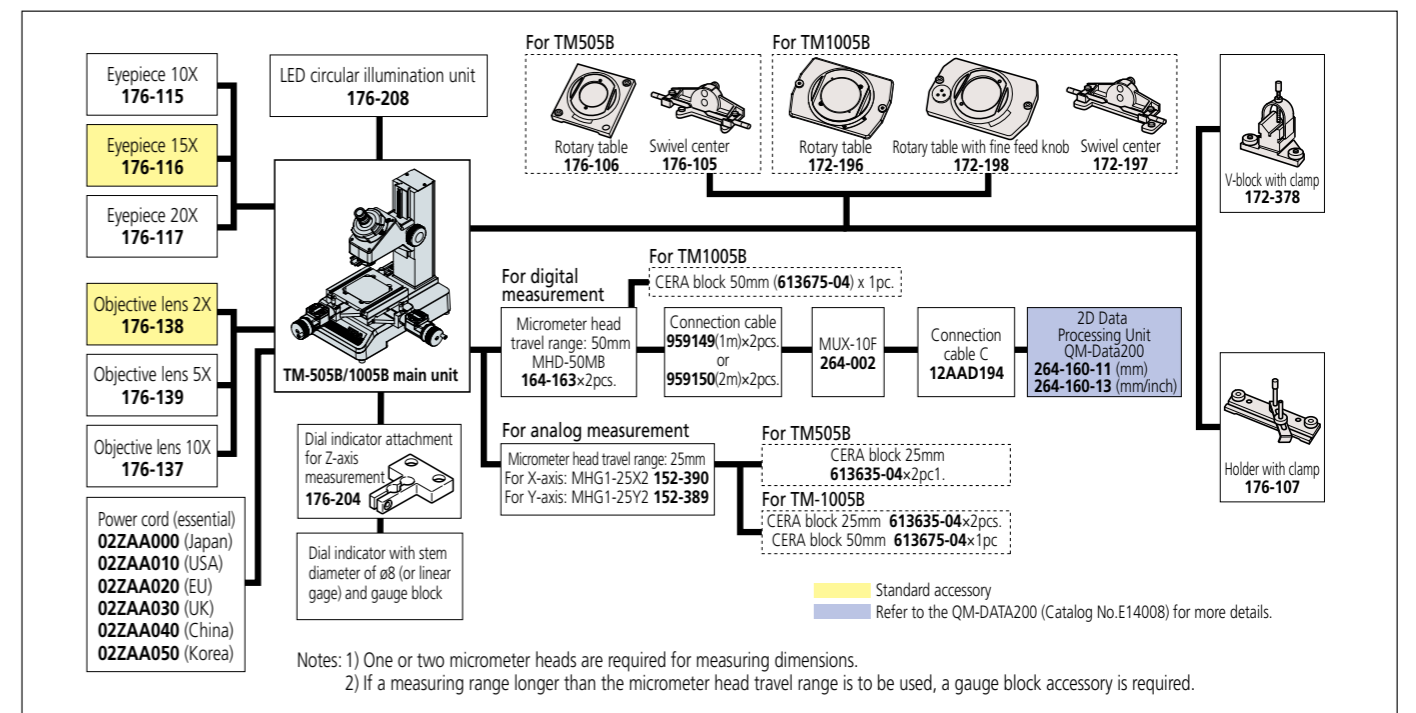 Eyepiece 10X
176-115
Eyepiece 15X
176-116
Eyepiece 20X
176-117
Objective lens 2X
176-138
Objective lens 5X
176-139
Objective lens 10X
176-137
Power cord (essential)
02ZAA000 (Japan)
02ZAA010 (USA)
02ZAA020 (EU)
02ZAA030 (UK)
02ZAA040 (China)
02ZAA050 (Korea)
LED circular illumination unit
176-208
TM-505B/1005B main unit
Dial indicator attachment
for Z-axis
measurement
176-204
Dial indicator with stem
diameter of ø8 (or linear
gage) and gauge block
For TM505B
Rotary table
176-106
Swivel center
176-105
For TM1005B
Rotary table
172-196
Rotary table with fine feed knob
172-198
Swivel center
172-197
V-block with clamp
172-378
Holder with clamp
176-107
For digital
measurement
Micrometer head
travel range: 50mm
MHD-50MB
164-163×2pcs.
For TM1005B
CERA block 50mm (613675-04) x 1pc.
Connection cable
959149(1m)×2pcs.
or
959150(2m)×2pcs.
MUX-10F
264-002
Connection
cable C
12AAD194
2D Data
Processing Unit
QM-Data200
264-160-11 (mm)
264-160-13 (mm/inch)
For analog measurement
Micrometer head travel range: 25mm
For X-axis: MHG1-25X2 152-390
For Y-axis: MHG1-25Y2 152-389
For TM505B
CERA block 25mm
613635-04×2pc1.
For TM-1005B
CERA block 25mm 613635-04×2pcs.
CERA block 50mm 613675-04×1pc
Standard accessory
Refer to the QM-DATA200 (Catalog No.E14008) for more details.
Notes: 1) One or two micrometer heads are required for measuring dimensions.
2) If a measuring range longer than the micrometer head travel range is to be used, a gauge block accessory is required.